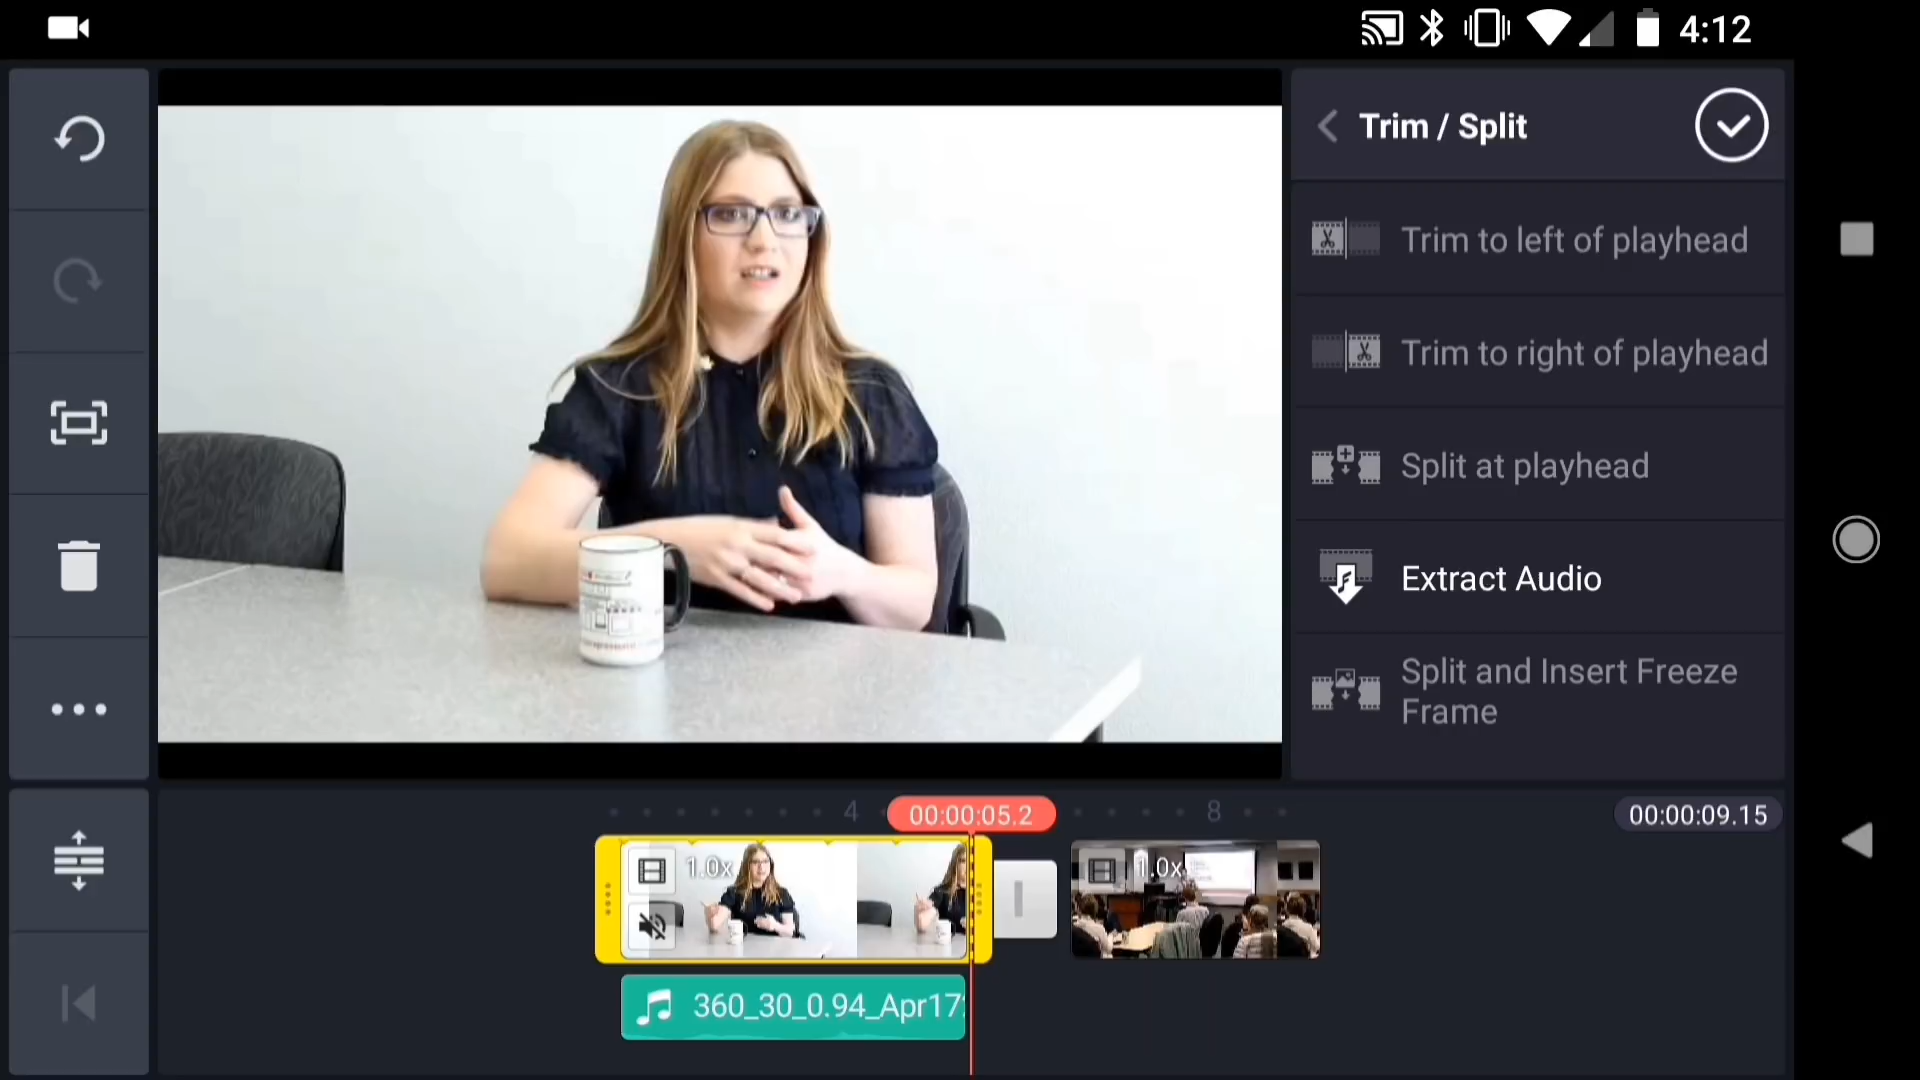 4:12
Trim / Split
Trim to left of playhead
Trim to right of playhead
Split at playhead
Extract Audio
Split and Insert Freeze
Frame
4
00:00:05.2
8
00:00:09.15
1.0x
1.0x
360_30_0.94_Apr17